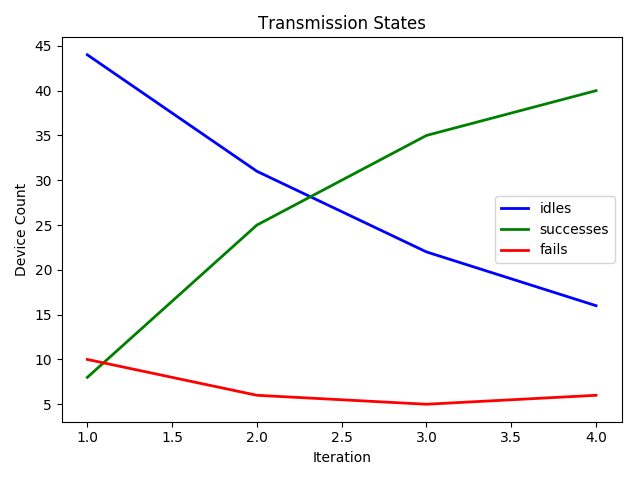 Transmission States
45
40
35
30
25
20
15
10
5
Device Count
idles
successes
fails
1.0 1.5 2.0 2.5 3.0 3.5 4.0
Iteration